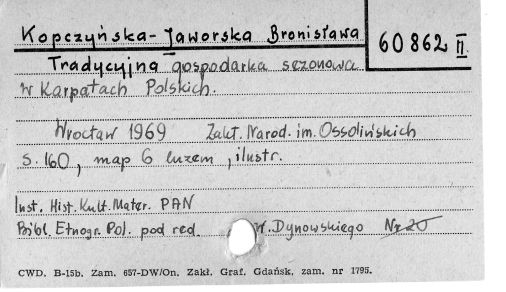 Kopczyńska-Jaworska Bronisława
60862 II.
Tradycyjna gospodarka sezonowa
w Karpatach Polskich.
Wrocław 1969 Zakł. Narod. im. Ossolińskich
s. 160, map 6 luzem, ilustr.
Inst. Hist. Kult. Mater. PAN
Bibl. Etnogr. Pol. pod red. W. Dynowskiego Nr 20
CWD. B-15b. Zam. 657-DW/On. Zakł. Graf. Gdańsk, zam. nr 1795.